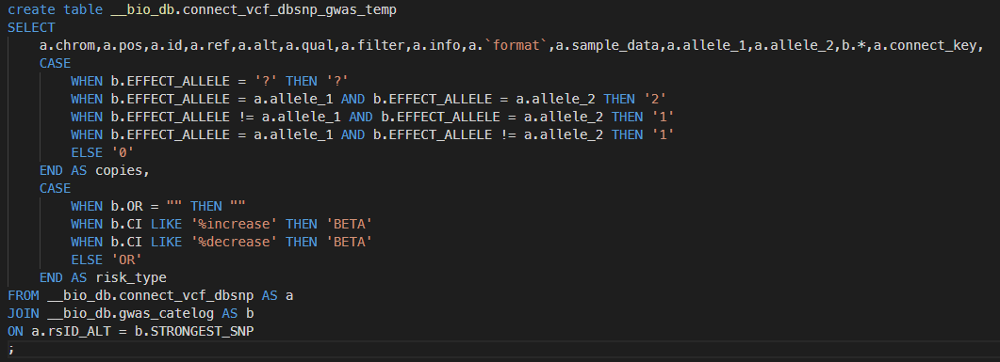 create table __bio_db.connect_vcf_dbsnp_gwas_temp
SELECT
    a.chrom,a.pos,a.id,a.ref,a.alt,a.qual,a.filter,a.info,a.`format`,a.sample_data,a.allele_1,a.allele_2,b.*,a.connect_key,
    CASE
        WHEN b.EFFECT_ALLELE = '?' THEN '?'
        WHEN b.EFFECT_ALLELE = a.allele_1 AND b.EFFECT_ALLELE = a.allele_2 THEN '2'
        WHEN b.EFFECT_ALLELE != a.allele_1 AND b.EFFECT_ALLELE = a.allele_2 THEN '1'
        WHEN b.EFFECT_ALLELE = a.allele_1 AND b.EFFECT_ALLELE != a.allele_2 THEN '1'
        ELSE '0'
    END AS copies,
    CASE
        WHEN b.OR = "" THEN ""
        WHEN b.CI LIKE '%increase' THEN 'BETA'
        WHEN b.CI LIKE '%decrease' THEN 'BETA'
        ELSE 'OR'
    END AS risk_type
FROM __bio_db.connect_vcf_dbsnp AS a
JOIN __bio_db.gwas_catelog AS b
ON a.rsID_ALT = b.STRONGEST_SNP
;